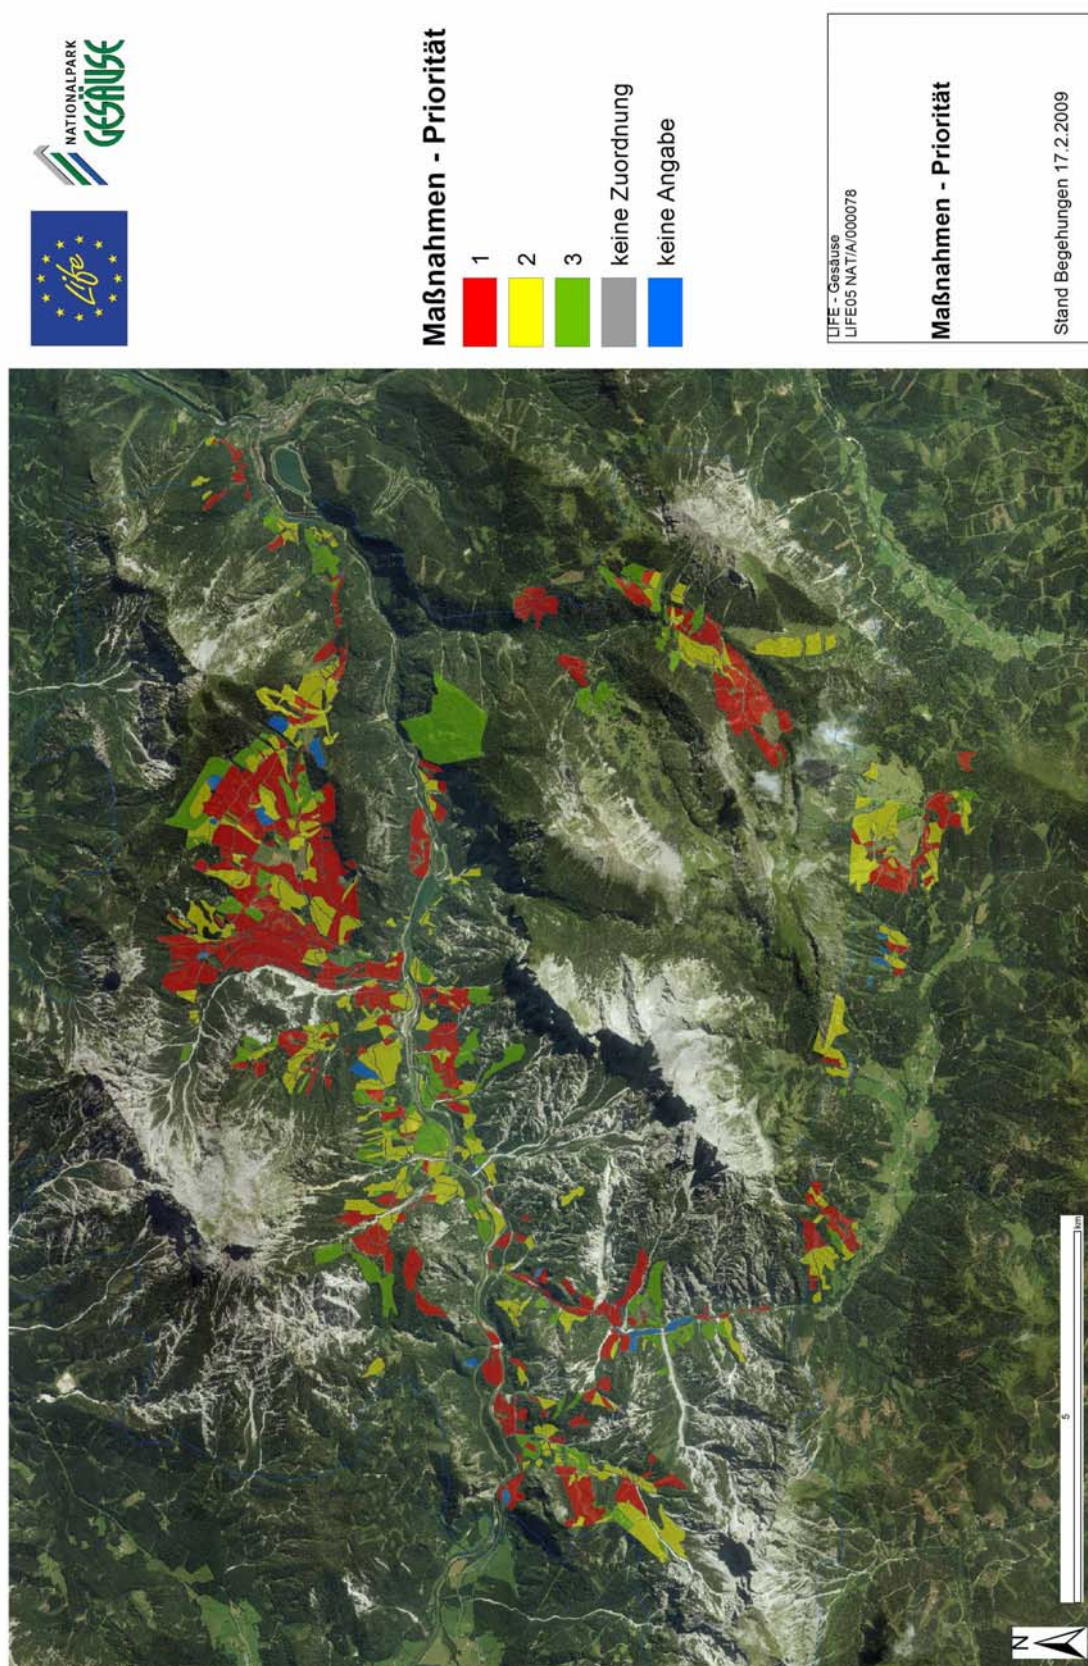 Life
NATIONALPARK
GESÄUSE
Maßnahmen - Priorität
1
2
3
keine Zuordnung
keine Angabe
LIFE - Gesäuse
LIFE05 NAT/A/000078
Maßnahmen - Priorität
Stand Begehungen 17.2.2009
N
5
km